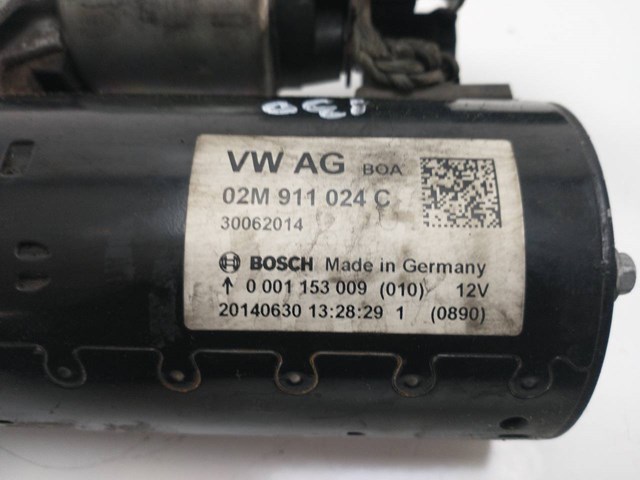 VW AG BOA
02M 911 024 C
30062014
BOSCH Made in Germany
↑ 0 001 153 009 (010) 12V
20140630 13:28:29 1 (0890)